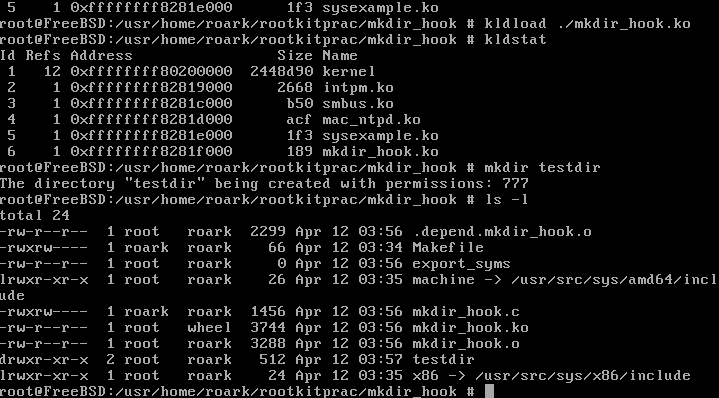 5    1 0xffffffff8281e000      1f3 sysexample.ko
root@FreeBSD:/usr/home/roark/rootkitprac/mkdir_hook # kldload ./mkdir_hook.ko
root@FreeBSD:/usr/home/roark/rootkitprac/mkdir_hook # kldstat
Id Refs Address                Size Name
 1   12 0xffffffff80200000  2448d90 kernel
 2    1 0xffffffff82819000     2668 intpm.ko
 3    1 0xffffffff8281c000      b50 smbus.ko
 4    1 0xffffffff8281d000      acf mac_ntpd.ko
 5    1 0xffffffff8281e000      1f3 sysexample.ko
 6    1 0xffffffff8281f000      189 mkdir_hook.ko
root@FreeBSD:/usr/home/roark/rootkitprac/mkdir_hook # mkdir testdir
The directory "testdir" being created with permissions: 777
root@FreeBSD:/usr/home/roark/rootkitprac/mkdir_hook # ls -l
total 24
-rw-r--r--  1 root   roark  2299 Apr 12 03:56 .depend.mkdir_hook.o
-rwxrw----  1 roark  roark    66 Apr 12 03:34 Makefile
-rw-r--r--  1 root   roark     0 Apr 12 03:56 export_syms
lrwxr-xr-x  1 root   roark    26 Apr 12 03:35 machine -> /usr/src/sys/amd64/incl
ude
-rwxrw----  1 roark  roark  1456 Apr 12 03:56 mkdir_hook.c
-rw-r--r--  1 root   wheel  3744 Apr 12 03:56 mkdir_hook.ko
-rw-r--r--  1 root   roark  3288 Apr 12 03:56 mkdir_hook.o
drwxr-xr-x  2 root   roark   512 Apr 12 03:57 testdir
lrwxr-xr-x  1 root   roark    24 Apr 12 03:35 x86 -> /usr/src/sys/x86/include
root@FreeBSD:/usr/home/roark/rootkitprac/mkdir_hook #